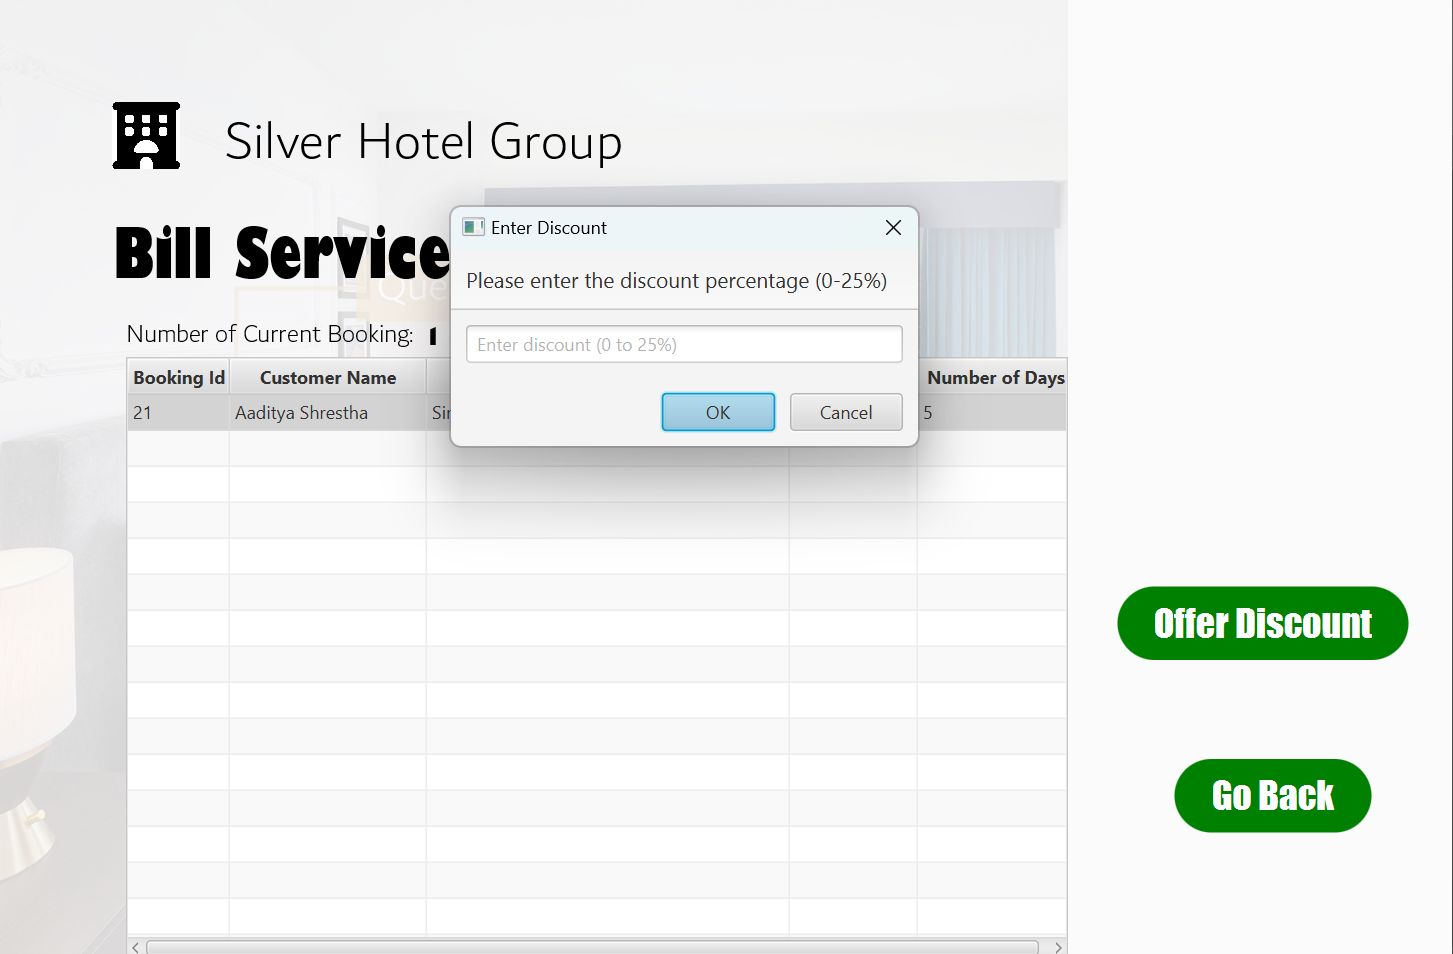 Silver Hotel Group
Bill Service
Enter Discount
Please enter the discount percentage (0-25%)
Enter discount (0 to 25%)
OK
Cancel
Number of Current Booking: 1
Booking Id Customer Name Number of Days
21 Aaditya Shrestha 5
Offer Discount
Go Back